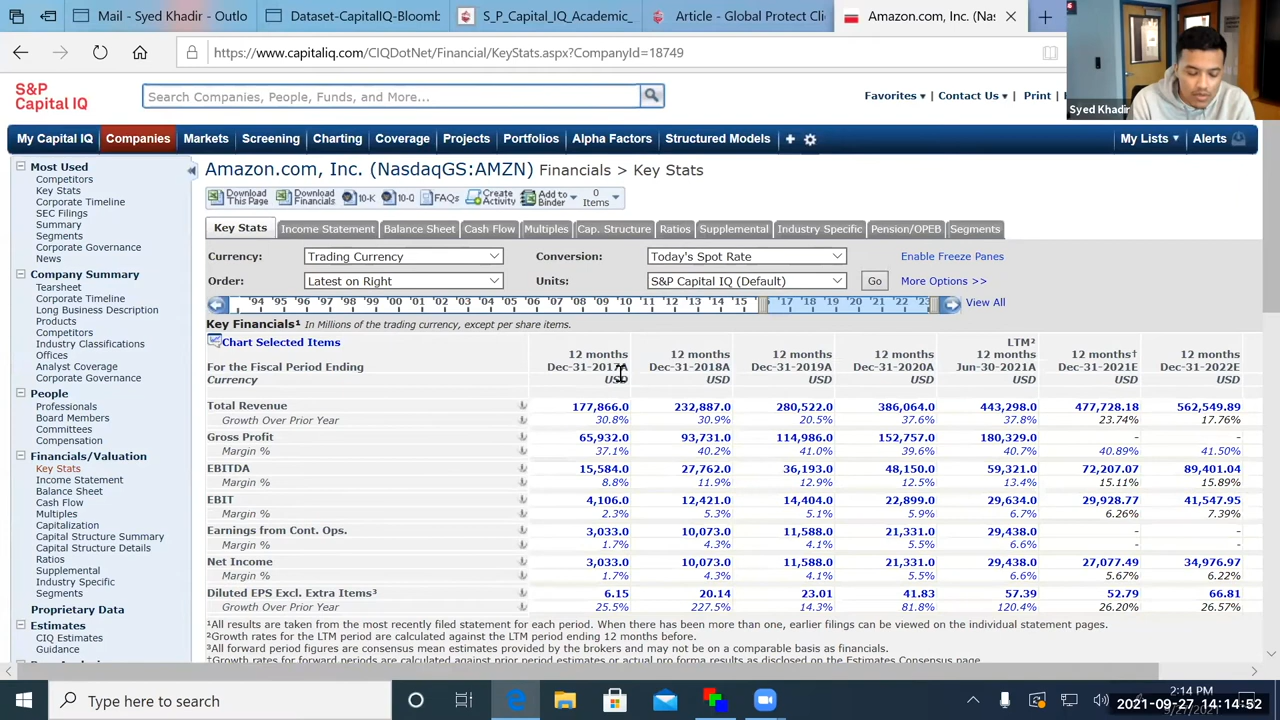 Mail - Syed Khadir - Outlo
Dataset-CapitalIQ-BloomL
S_P_Capital_IQ_Academic_
Article - Global Protect Cli
Amazon.com, Inc. (Nas
https://www.capitaliq.com/CIQDotNet/Financial/KeyStats.aspx?CompanyId=18749
Syed Khadir
S&P
Capital IQ
Search Companies, People, Funds, and More...
Favorites Contact Us Print
My Capital IQ Companies Markets Screening Charting Coverage Projects Portfolios Alpha Factors Structured Models My Lists Alerts
Most Used
Competitors
Key Stats
Corporate Timeline
SEC Filings
Summary
Segments
Corporate Governance
News
Company Summary
Tearsheet
Corporate Timeline
Long Business Description
Products
Competitors
Industry Classifications
Offices
Analyst Coverage
Corporate Governance
People
Professionals
Board Members
Committees
Compensation
Financials/Valuation
Key Stats
Income Statement
Balance Sheet
Cash Flow
Multiples
Capitalization
Capital Structure Summary
Capital Structure Details
Ratios
Supplemental
Industry Specific
Segments
Proprietary Data
Estimates
CIQ Estimates
Guidance
Amazon.com, Inc. (NasdaqGS:AMZN) Financials > Key Stats
Download This Page Download Financials 10-K 10-Q FAQs Create Activity Add to Binder 0 Items
Key Stats Income Statement Balance Sheet Cash Flow Multiples Cap. Structure Ratios Supplemental Industry Specific Pension/OPEB Segments
Currency: Trading Currency Conversion: Today's Spot Rate Enable Freeze Panes
Order: Latest on Right Units: S&P Capital IQ (Default) Go More Options >>
'94 '95 '96 '97 '98 '99 '00 '01 '02 '03 '04 '05 '06 '07 '08 '09 '10 '11 '12 '13 '14 '15 '17 '18 '19 '20 '21 '22 '23 View All
Key Financials¹ In Millions of the trading currency, except per share items.
Chart Selected Items LTM²
12 months 12 months 12 months 12 months 12 months 12 months† 12 months
For the Fiscal Period Ending Dec-31-2017A Dec-31-2018A Dec-31-2019A Dec-31-2020A Jun-30-2021A Dec-31-2021E Dec-31-2022E
Currency USD USD USD USD USD USD USD
Total Revenue 177,866.0 232,887.0 280,522.0 386,064.0 443,298.0 477,728.18 562,549.89
Growth Over Prior Year 30.8% 30.9% 20.5% 37.6% 37.8% 23.74% 17.76%
Gross Profit 65,932.0 93,731.0 114,986.0 152,757.0 180,329.0 - -
Margin % 37.1% 40.2% 41.0% 39.6% 40.7% 40.89% 41.50%
EBITDA 15,584.0 27,762.0 36,193.0 48,150.0 59,321.0 72,207.07 89,401.04
Margin % 8.8% 11.9% 12.9% 12.5% 13.4% 15.11% 15.89%
EBIT 4,106.0 12,421.0 14,404.0 22,899.0 29,634.0 29,928.77 41,547.95
Margin % 2.3% 5.3% 5.1% 5.9% 6.7% 6.26% 7.39%
Earnings from Cont. Ops. 3,033.0 10,073.0 11,588.0 21,331.0 29,438.0 - -
Margin % 1.7% 4.3% 4.1% 5.5% 6.6% - -
Net Income 3,033.0 10,073.0 11,588.0 21,331.0 29,438.0 27,077.49 34,976.97
Margin % 1.7% 4.3% 4.1% 5.5% 6.6% 5.67% 6.22%
Diluted EPS Excl. Extra Items³ 6.15 20.14 23.01 41.83 57.39 52.79 66.81
Growth Over Prior Year 25.5% 227.5% 14.3% 81.8% 120.4% 26.20% 26.57%
¹All results are taken from the most recently filed statement for each period. When there has been more than one, earlier filings can be viewed on the individual statement pages.
²Growth rates for the LTM period are calculated against the LTM period ending 12 months before.
³All forward period figures are consensus mean estimates provided by the brokers and may not be on a comparable basis as financials.
†Growth rates for forward periods are calculated against prior period estimates or actual pro forma results as disclosed on the Estimates Consensus page.
Type here to search
2:14 PM
2021-09-27 14:14:52